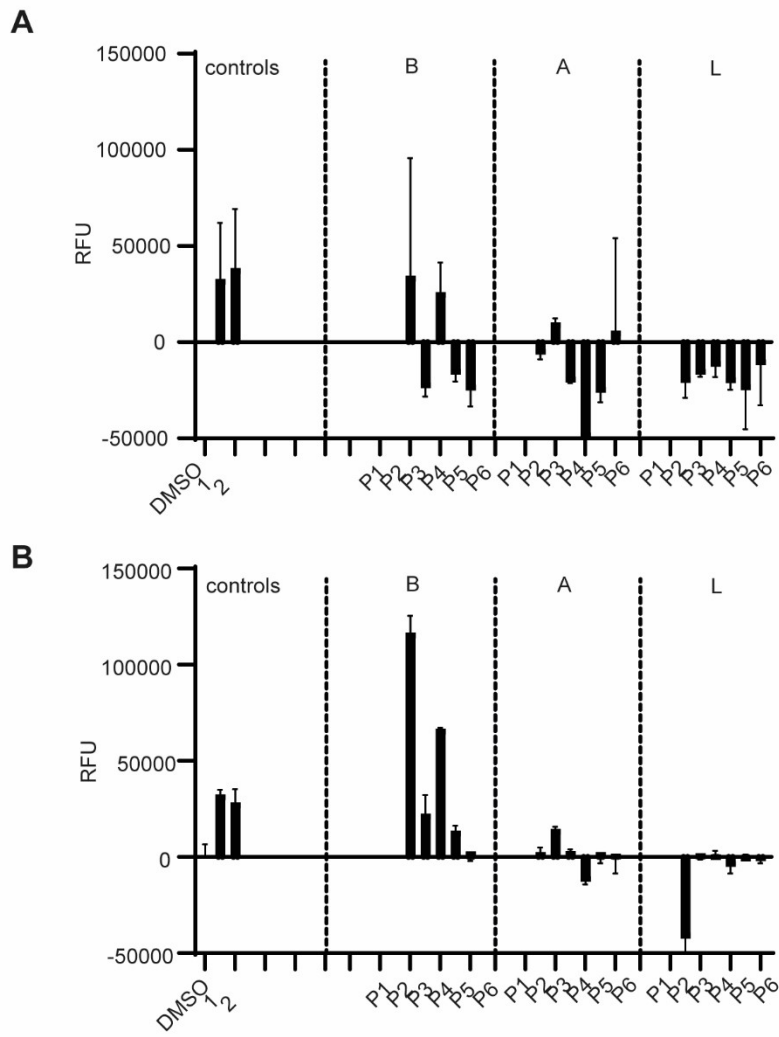 A
150000
controls
B
A
L
100000
50000
RFU
0
-50000
DMSO
1
2
P1
P2
P3
P4
P5
P6
P1
P2
P3
P4
P5
P6
P1
P2
P3
P4
P5
P6
B
150000
controls
B
A
L
100000
RFU
50000
0
-50000
DMSO
1
2
P1
P2
P3
P4
P5
P6
P1
P2
P3
P4
P5
P6
P1
P2
P3
P4
P5
P6